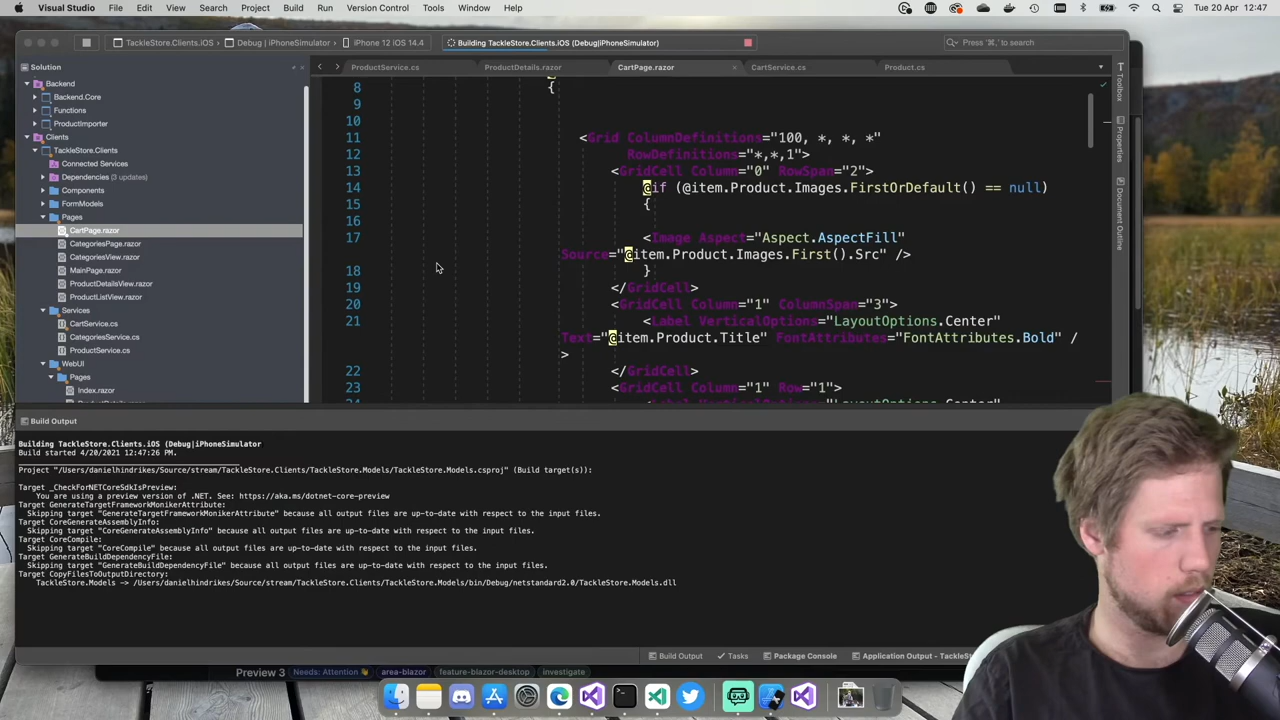 Visual Studio File Edit View Search Project Build Run Version Control Tools Window Help Tue 20 Apr 12:47
TackleStore.Clients.iOS › Debug | iPhoneSimulator › iPhone 12 iOS 14.4 Building TackleStore.Clients.iOS (Debug|iPhoneSimulator) Press '⌘.' to search
Solution
ProductService.cs ProductDetails.razor CartPage.razor CartService.cs Product.cs
Toolbox
Properties
Document Outline
Backend
Backend.Core
Functions
ProductImporter
Clients
TackleStore.Clients
Connected Services
Dependencies (3 updates)
Components
FormModels
Pages
CartPage.razor
CategoriesPage.razor
CategoriesView.razor
MainPage.razor
ProductDetailsView.razor
ProductListView.razor
Services
CartService.cs
CategoriesService.cs
ProductService.cs
WebUI
Pages
Index.razor
8 {
9
10
11 <Grid ColumnDefinitions="100, *, *, *"
12 RowDefinitions="*,*,1">
13 <GridCell Column="0" RowSpan="2">
14 @if (@item.Product.Images.FirstOrDefault() == null)
15 {
16
17 <Image Aspect="Aspect.AspectFill"
Source="@item.Product.Images.First().Src" />
18 }
19 </GridCell>
20 <GridCell Column="1" ColumnSpan="3">
21 <Label VerticalOptions="LayoutOptions.Center"
Text="@item.Product.Title" FontAttributes="FontAttributes.Bold" /
>
22 </GridCell>
23 <GridCell Column="1" Row="1">
24 <Label VerticalOptions="LayoutOptions.Center"
Build Output
Building TackleStore.Clients.iOS (Debug|iPhoneSimulator
Build started 4/20/2021 12:47:26 PM.
Project "/Users/danielhindrikes/Source/stream/TackleStore.Clients/TackleStore.Models/TackleStore.Models.csproj" (Build target(s)):
Target _CheckForNETCoreSdkIsPreview:
You are using a preview version of .NET. See: https://aka.ms/dotnet-core-preview
Target GenerateTargetFrameworkMonikerAttribute:
Skipping target "GenerateTargetFrameworkMonikerAttribute" because all output files are up-to-date with respect to the input files.
Target CoreGenerateAssemblyInfo:
Skipping target "CoreGenerateAssemblyInfo" because all output files are up-to-date with respect to the input files.
Target CoreCompile:
Skipping target "CoreCompile" because all output files are up-to-date with respect to the input files.
Target GenerateBuildDependencyFile:
Skipping target "GenerateBuildDependencyFile" because all output files are up-to-date with respect to the input files.
Target CopyFilesToOutputDirectory:
TackleStore.Models -> /Users/danielhindrikes/Source/stream/TackleStore.Clients/TackleStore.Models/bin/Debug/netstandard2.0/TackleStore.Models.dll
Build Output Tasks Package Console Application Output - TackleSt
Preview 3 Needs: Attention area-blazor feature-blazor-desktop investigate